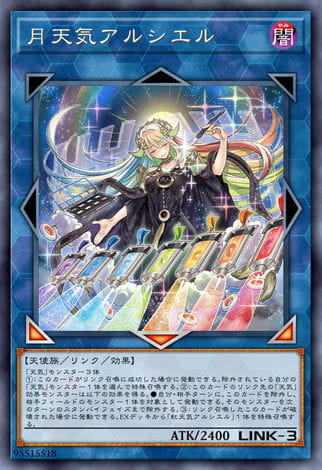 月天気アルシエル
やみ
闇
【天使族／リンク／効果】
「天気」モンスター３体
①：このカードがリンク召喚に成功した場合に発動できる。除外されている自分の
「天気」モンスター１体を選んで特殊召喚する。②：このカードのリンク先の「天気」
効果モンスターは以下の効果を得る。●自分・相手ターンに、このカードを除外し、
相手フィールドのモンスター１体を対象として発動できる。そのモンスターを次
のターンのスタンバイフェイズまで除外する。③：リンク召喚したこのカードが破
壊された場合に発動できる。EXデッキから「虹天気アルシエル」１体を特殊召喚す
る。
ATK/2400 LINK-3
95515518